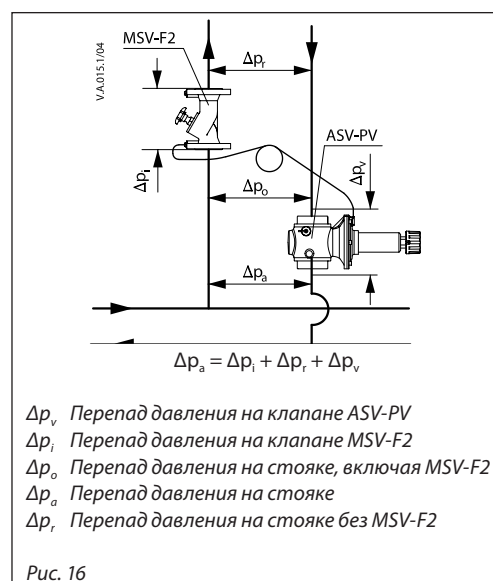 MSV-F2
V.A.015.1/04
Δpᵣ
ASV-PV
Δpᵢ
Δpᵥ
Δpₒ
Δpₐ
Δpₐ = Δpᵢ + Δpᵣ + Δpᵥ
Δpᵥ Перепад давления на клапане ASV-PV
Δpᵢ Перепад давления на клапане MSV-F2
Δpₒ Перепад давления на стояке, включая MSV-F2
Δpₐ Перепад давления на стояке
Δpᵣ Перепад давления на стояке без MSV-F2
Рис. 16